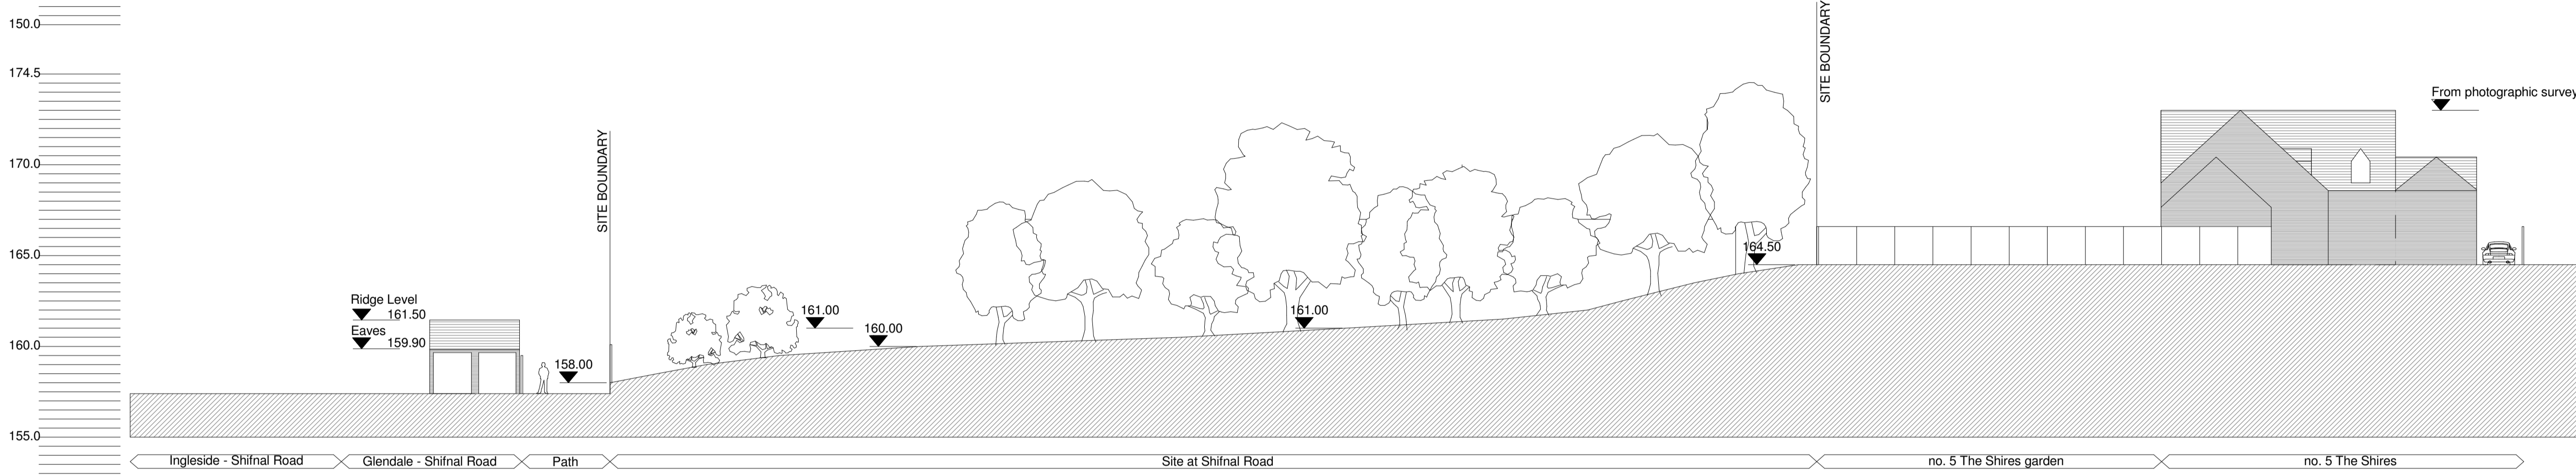 150.0
174.5
170.0
165.0
160.0
155.0
Ridge Level
161.50
Eaves
159.90
158.00
SITE BOUNDARY
161.00
160.00
161.00
164.50
SITE BOUNDARY
From photographic survey
Ingleside - Shifnal Road
Glendale - Shifnal Road
Path
Site at Shifnal Road
no. 5 The Shires garden
no. 5 The Shires